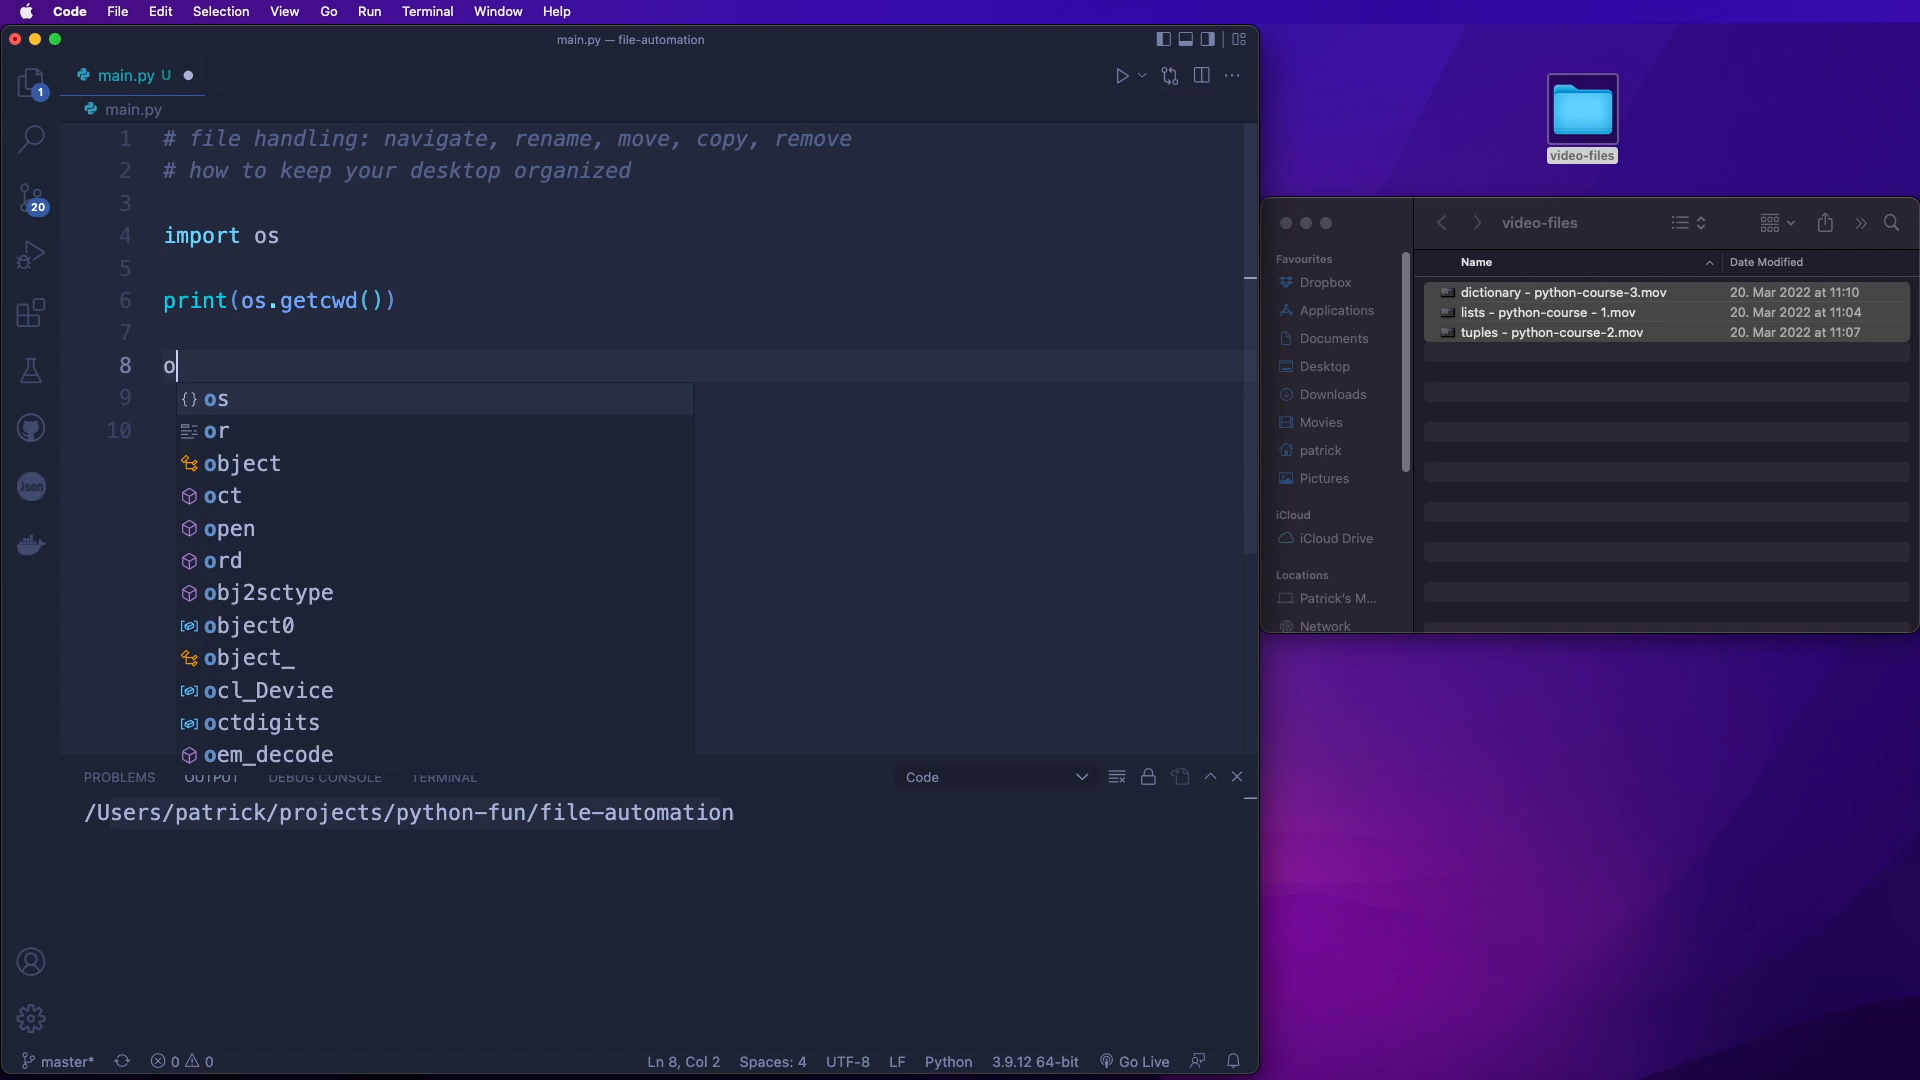 Code File Edit Selection View Go Run Terminal Window Help
main.py — file-automation
main.py U
1
main.py
1 # file handling: navigate, rename, move, copy, remove
2 # how to keep your desktop organized
3
4 import os
5
6 print(os.getcwd())
7
8 o
9
10
20
Json
os
or
object
oct
open
ord
obj2sctype
object0
object_
ocl_Device
octdigits
oem_decode
PROBLEMS OUTPUT DEBUG CONSOLE TERMINAL Code
/Users/patrick/projects/python-fun/file-automation
master* 0 0 Ln 8, Col 2 Spaces: 4 UTF-8 LF Python 3.9.12 64-bit Go Live
video-files
video-files
Favourites
Dropbox
Applications
Documents
Desktop
Downloads
Movies
patrick
Pictures
iCloud
iCloud Drive
Locations
Patrick's M...
Network
Name Date Modified
dictionary - python-course-3.mov 20. Mar 2022 at 11:10
lists - python-course - 1.mov 20. Mar 2022 at 11:04
tuples - python-course-2.mov 20. Mar 2022 at 11:07